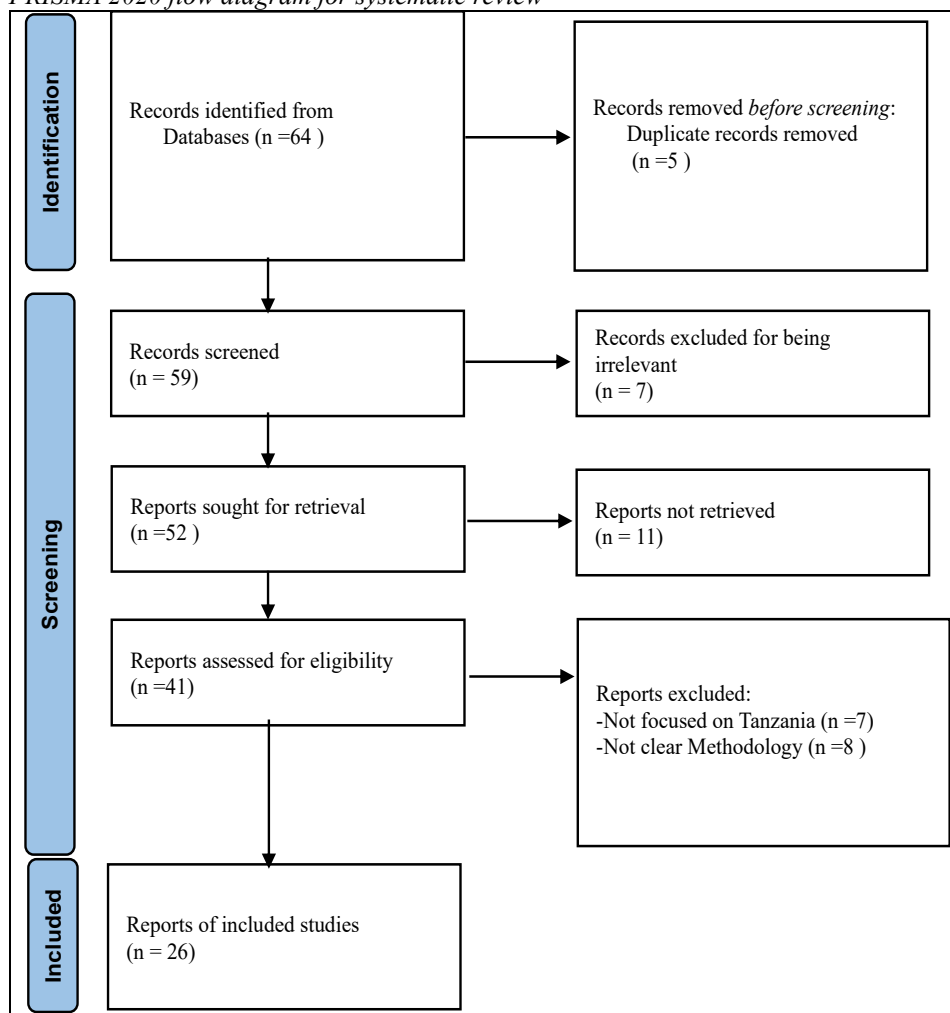 PRISMA 2020 flow diagram for systematic review
Identification
Records identified from
Databases (n =64 )
Records removed before screening:
Duplicate records removed
(n =5 )
Screening
Records screened
(n = 59)
Records excluded for being
irrelevant
(n = 7)
Reports sought for retrieval
(n =52 )
Reports not retrieved
(n = 11)
Reports assessed for eligibility
(n =41)
Reports excluded:
-Not focused on Tanzania (n =7)
-Not clear Methodology (n =8 )
Included
Reports of included studies
(n = 26)